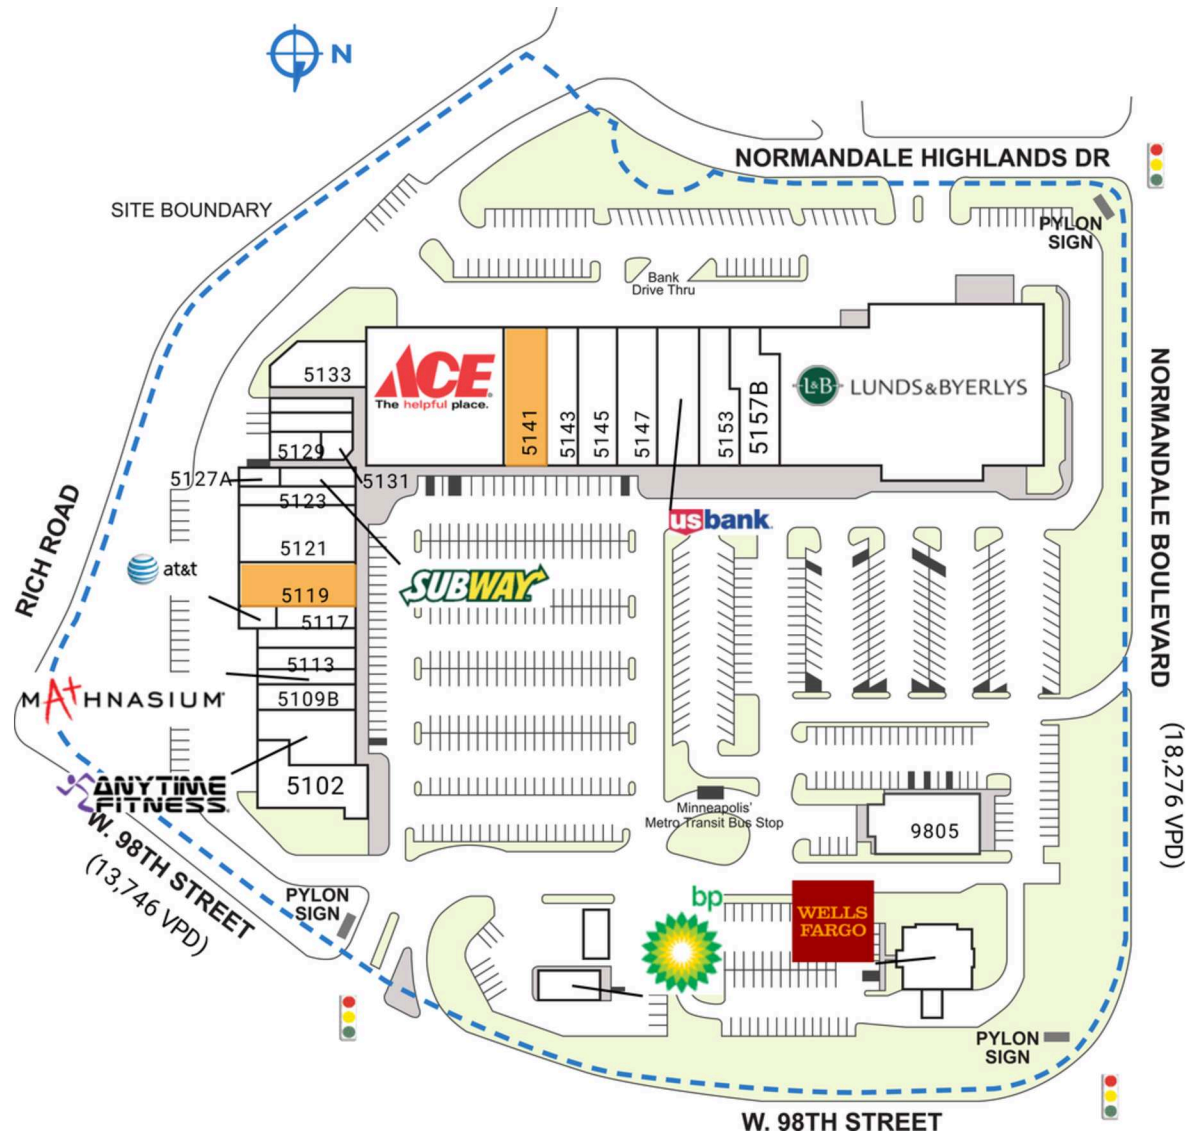 N
NORMANDALE HIGHLANDS DR
SITE BOUNDARY
PYLON
SIGN
Bank
Drive Thru
5133
ACE
The helpful place.
5141
5143
5145
5147
5153
5157B
L&B
LUNDS & BYERLYS
NORMANDALE BOULEVARD
(18,276 VPD)
5129
5127A
5131
5123
usbank
RICH ROAD
5121
at&t
SUBWAY
5119
5117
5113
MATHNASIUM
5109B
ANYTIME
FITNESS
5102
Minneapolis'
Metro Transit Bus Stop
9805
W. 98TH STREET
(13,746 VPD)
PYLON
SIGN
bp
WELLS
FARGO
PYLON
SIGN
W. 98TH STREET